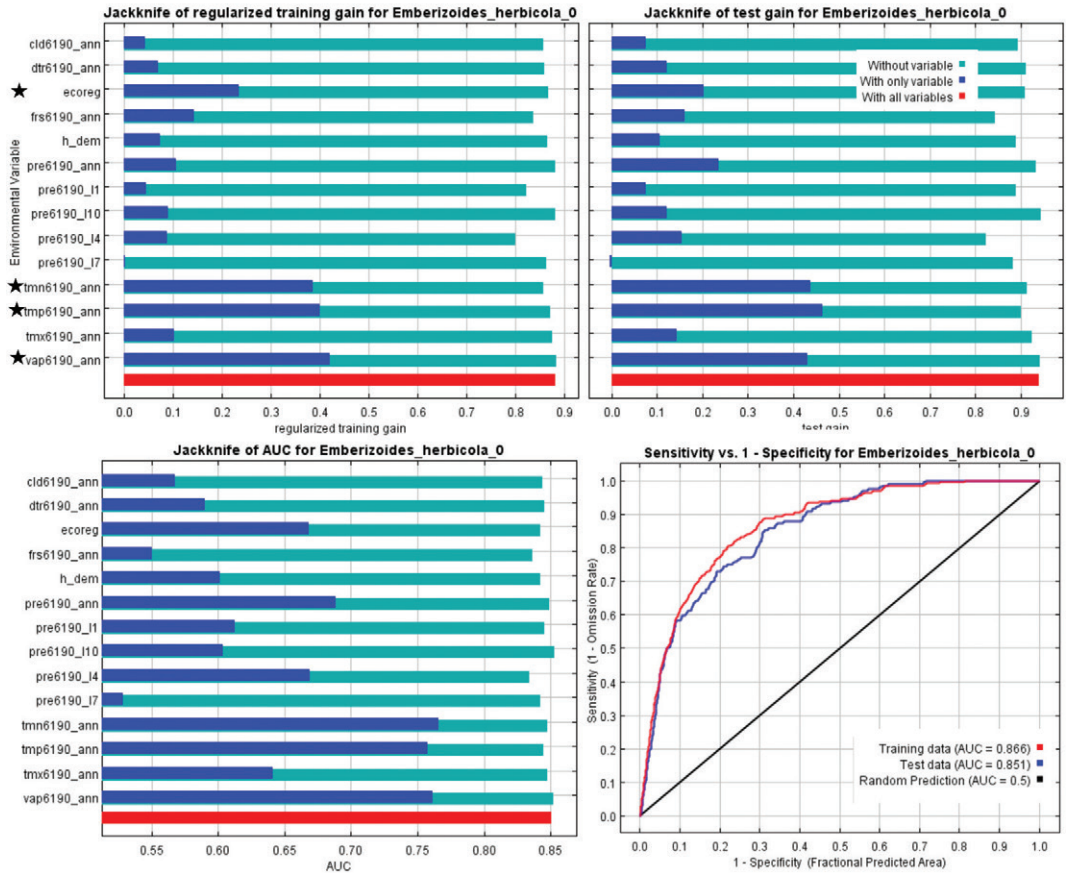 Jackknife of regularized training gain for Emberizoides_herbicola_0
Environmental Variable
cld6190_ann
dtr6190_ann
ecoreg
frs6190_ann
h_dem
pre6190_ann
pre6190_l1
pre6190_l10
pre6190_l4
pre6190_l7
tmn6190_ann
tmp6190_ann
tmx6190_ann
vap6190_ann
0.0 0.1 0.2 0.3 0.4 0.5 0.6 0.7 0.8 0.9
regularized training gain
Jackknife of test gain for Emberizoides_herbicola_0
Without variable
With only variable
With all variables
0.0 0.1 0.2 0.3 0.4 0.5 0.6 0.7 0.8 0.9
test gain
Jackknife of AUC for Emberizoides_herbicola_0
cld6190_ann
dtr6190_ann
ecoreg
frs6190_ann
h_dem
pre6190_ann
pre6190_l1
pre6190_l10
pre6190_l4
pre6190_l7
tmn6190_ann
tmp6190_ann
tmx6190_ann
vap6190_ann
0.55 0.60 0.65 0.70 0.75 0.80 0.85
AUC
Sensitivity vs. 1 - Specificity for Emberizoides_herbicola_0
Sensitivity (1 - Omission Rate)
1.0
0.9
0.8
0.7
0.6
0.5
0.4
0.3
0.2
0.1
0.0
Training data (AUC = 0.866)
Test data (AUC = 0.851)
Random Prediction (AUC = 0.5)
0.0 0.1 0.2 0.3 0.4 0.5 0.6 0.7 0.8 0.9 1.0
1 - Specificity (Fractional Predicted Area)